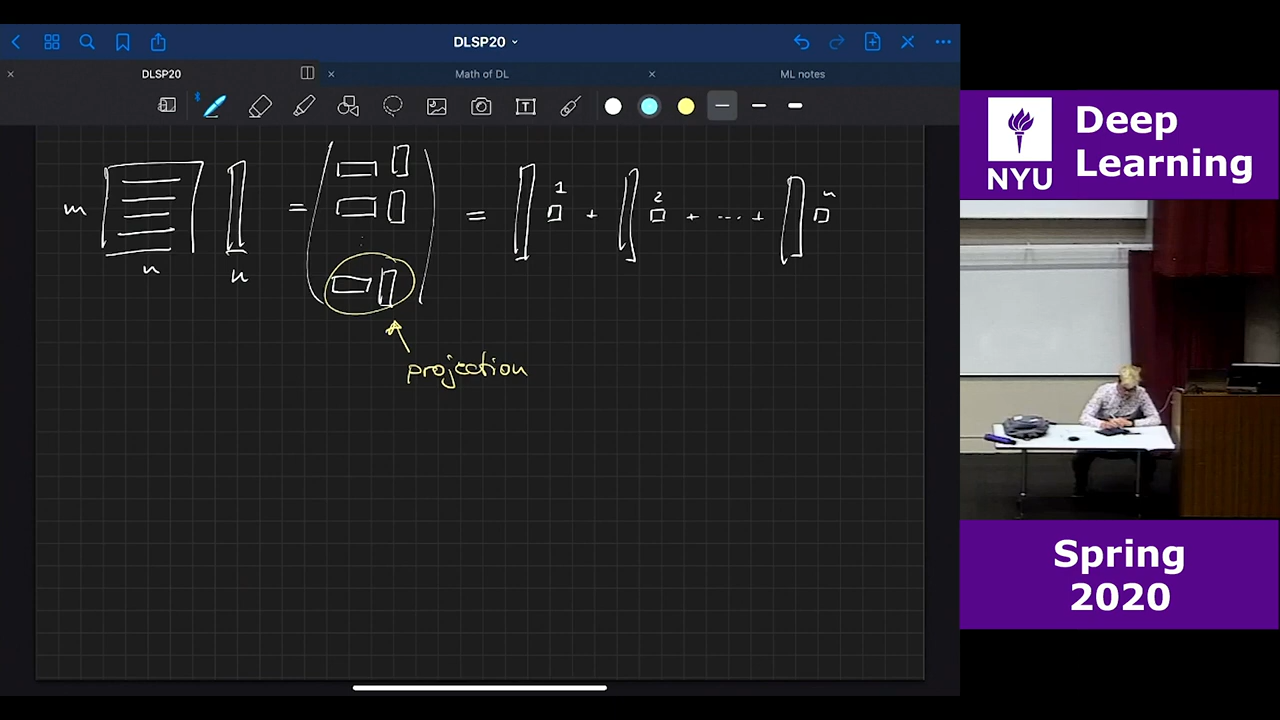 DLSP20
DLSP20
Math of DL
ML notes
T
m
n
n
=
=
1
+
2
+ ... +
n
projection
Deep
Learning
NYU
Spring
2020